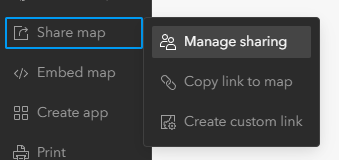 Share map
Manage sharing
Embed map
Copy link to map
Create app
Create custom link
Print